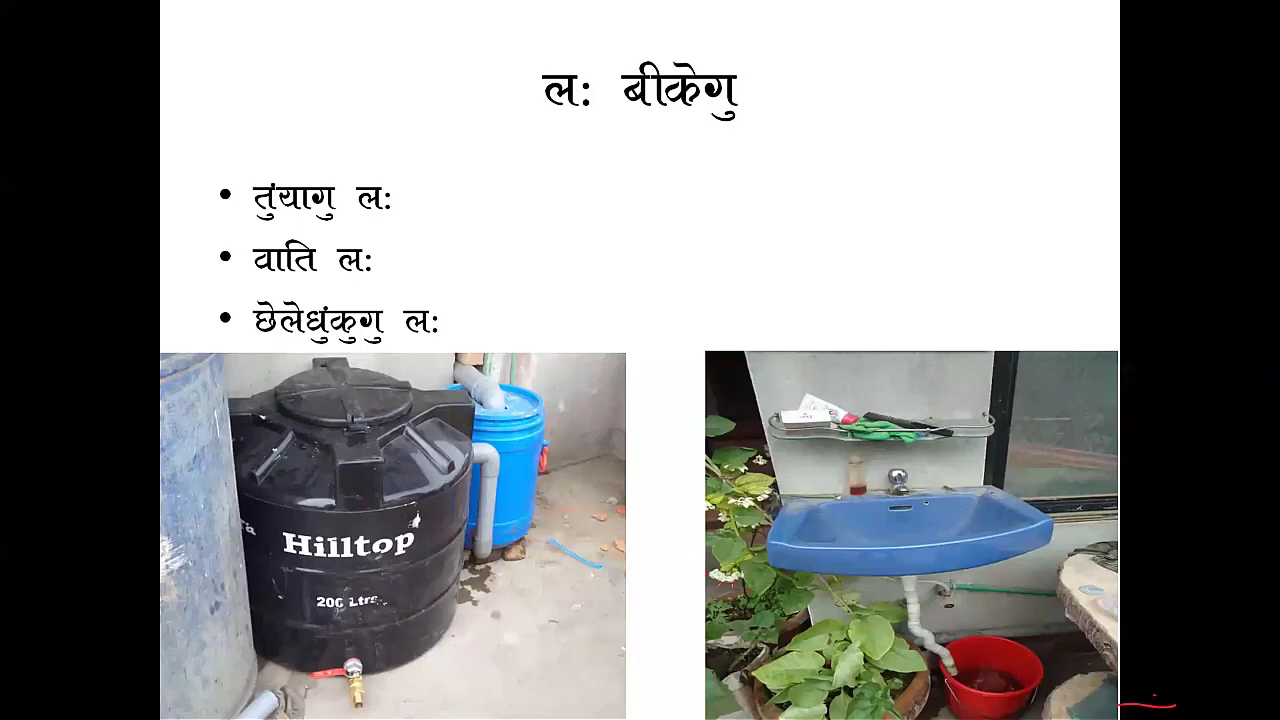 लः बीकेगु
• तुंयागु लः
• वाति लः
• छेलेधुंकुगु लः
Hilltop
200 Ltrs